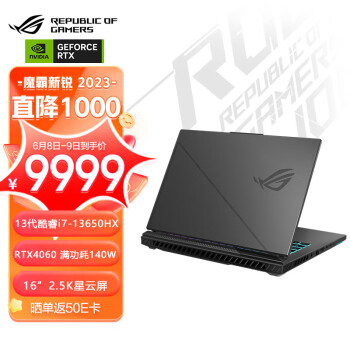 REPUBLIC OF
GAMERS
NVIDIA
GEFORCE
RTX
-魔霸新锐 2023-
直降1000
6月8日-9日到手价
¥9999
13代酷睿i7-13650HX
RTX4060 满功耗140W
16” 2.5K星云屏
晒单返50E卡
REPUBLIC OF
GAMERS